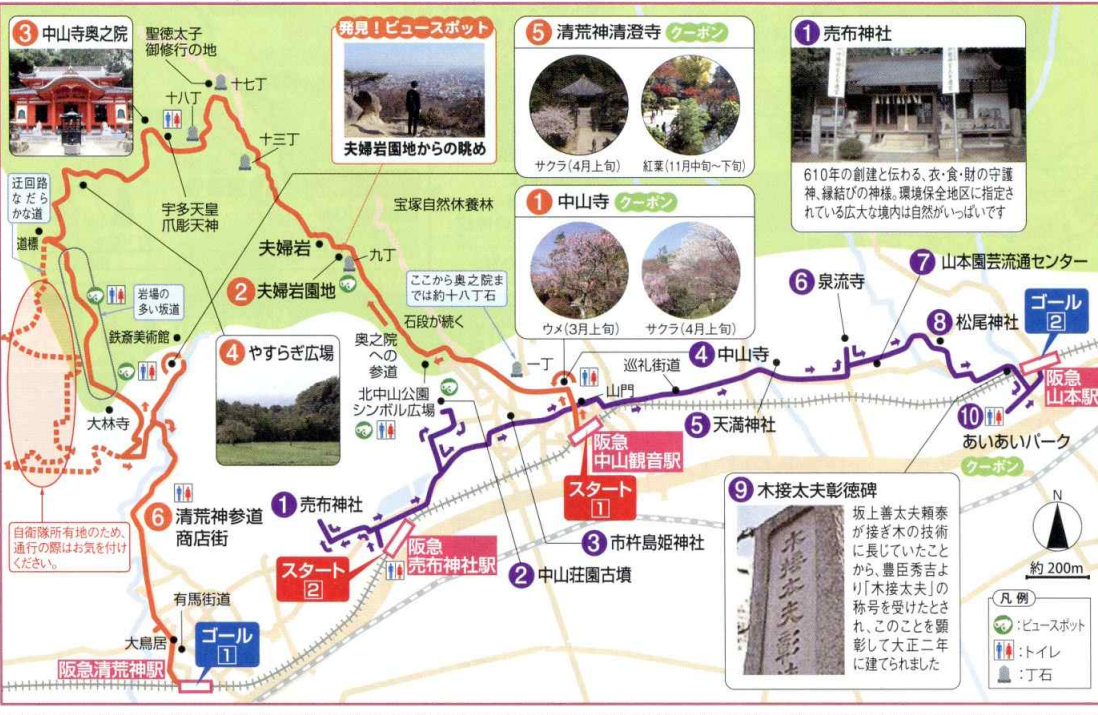 3 中山寺奥之院
聖徳太子
御修行の地
十七丁
十八丁
十三丁
発見！ビュースポット
夫婦岩園地からの眺め
5 清荒神清澄寺 クーポン
サクラ(4月上旬)
紅葉(11月中旬〜下旬)
1 売布神社
610年の創建と伝わる、衣・食・財の守護
神、縁結びの神様。環境保全地区に指定さ
れている広大な境内は自然がいっぱいです
迂回路
なだら
かな道
道標
宇多天皇
爪彫天神
宝塚自然休養林
夫婦岩
九丁
2 夫婦岩園地
1 中山寺 クーポン
ウメ(3月上旬)
サクラ(4月上旬)
ここから奥之院ま
では約十八丁石
石段が続く
岩場の
多い坂道
鉄斎美術館
4 やすらぎ広場
奥之院
への
参道
北中山公園
シンボル広場
一丁
山門
巡礼街道
4 中山寺
5 天満神社
6 泉流寺
7 山本園芸流通センター
8 松尾神社
ゴール
2
阪急
山本駅
10
あいあいパーク
クーポン
大林寺
阪急
中山観音駅
スタート
1
自衛隊所有地のため、
通行の際はお気を付け
ください。
6 清荒神参道
商店街
1 売布神社
阪急
売布神社駅
スタート
2
2 中山荘園古墳
3 市杵島姫神社
9 木接太夫彰徳碑
木接太夫彰
坂上善太夫頼泰
が接ぎ木の技術
に長じていたこと
から、豊臣秀吉よ
り「木接太夫」の
称号を受けたとさ
れ、このことを顕
彰して大正二年
に建てられました
N
約200m
凡例
:ビュースポット
:トイレ
:丁石
有馬街道
大鳥居
ゴール
1
阪急清荒神駅